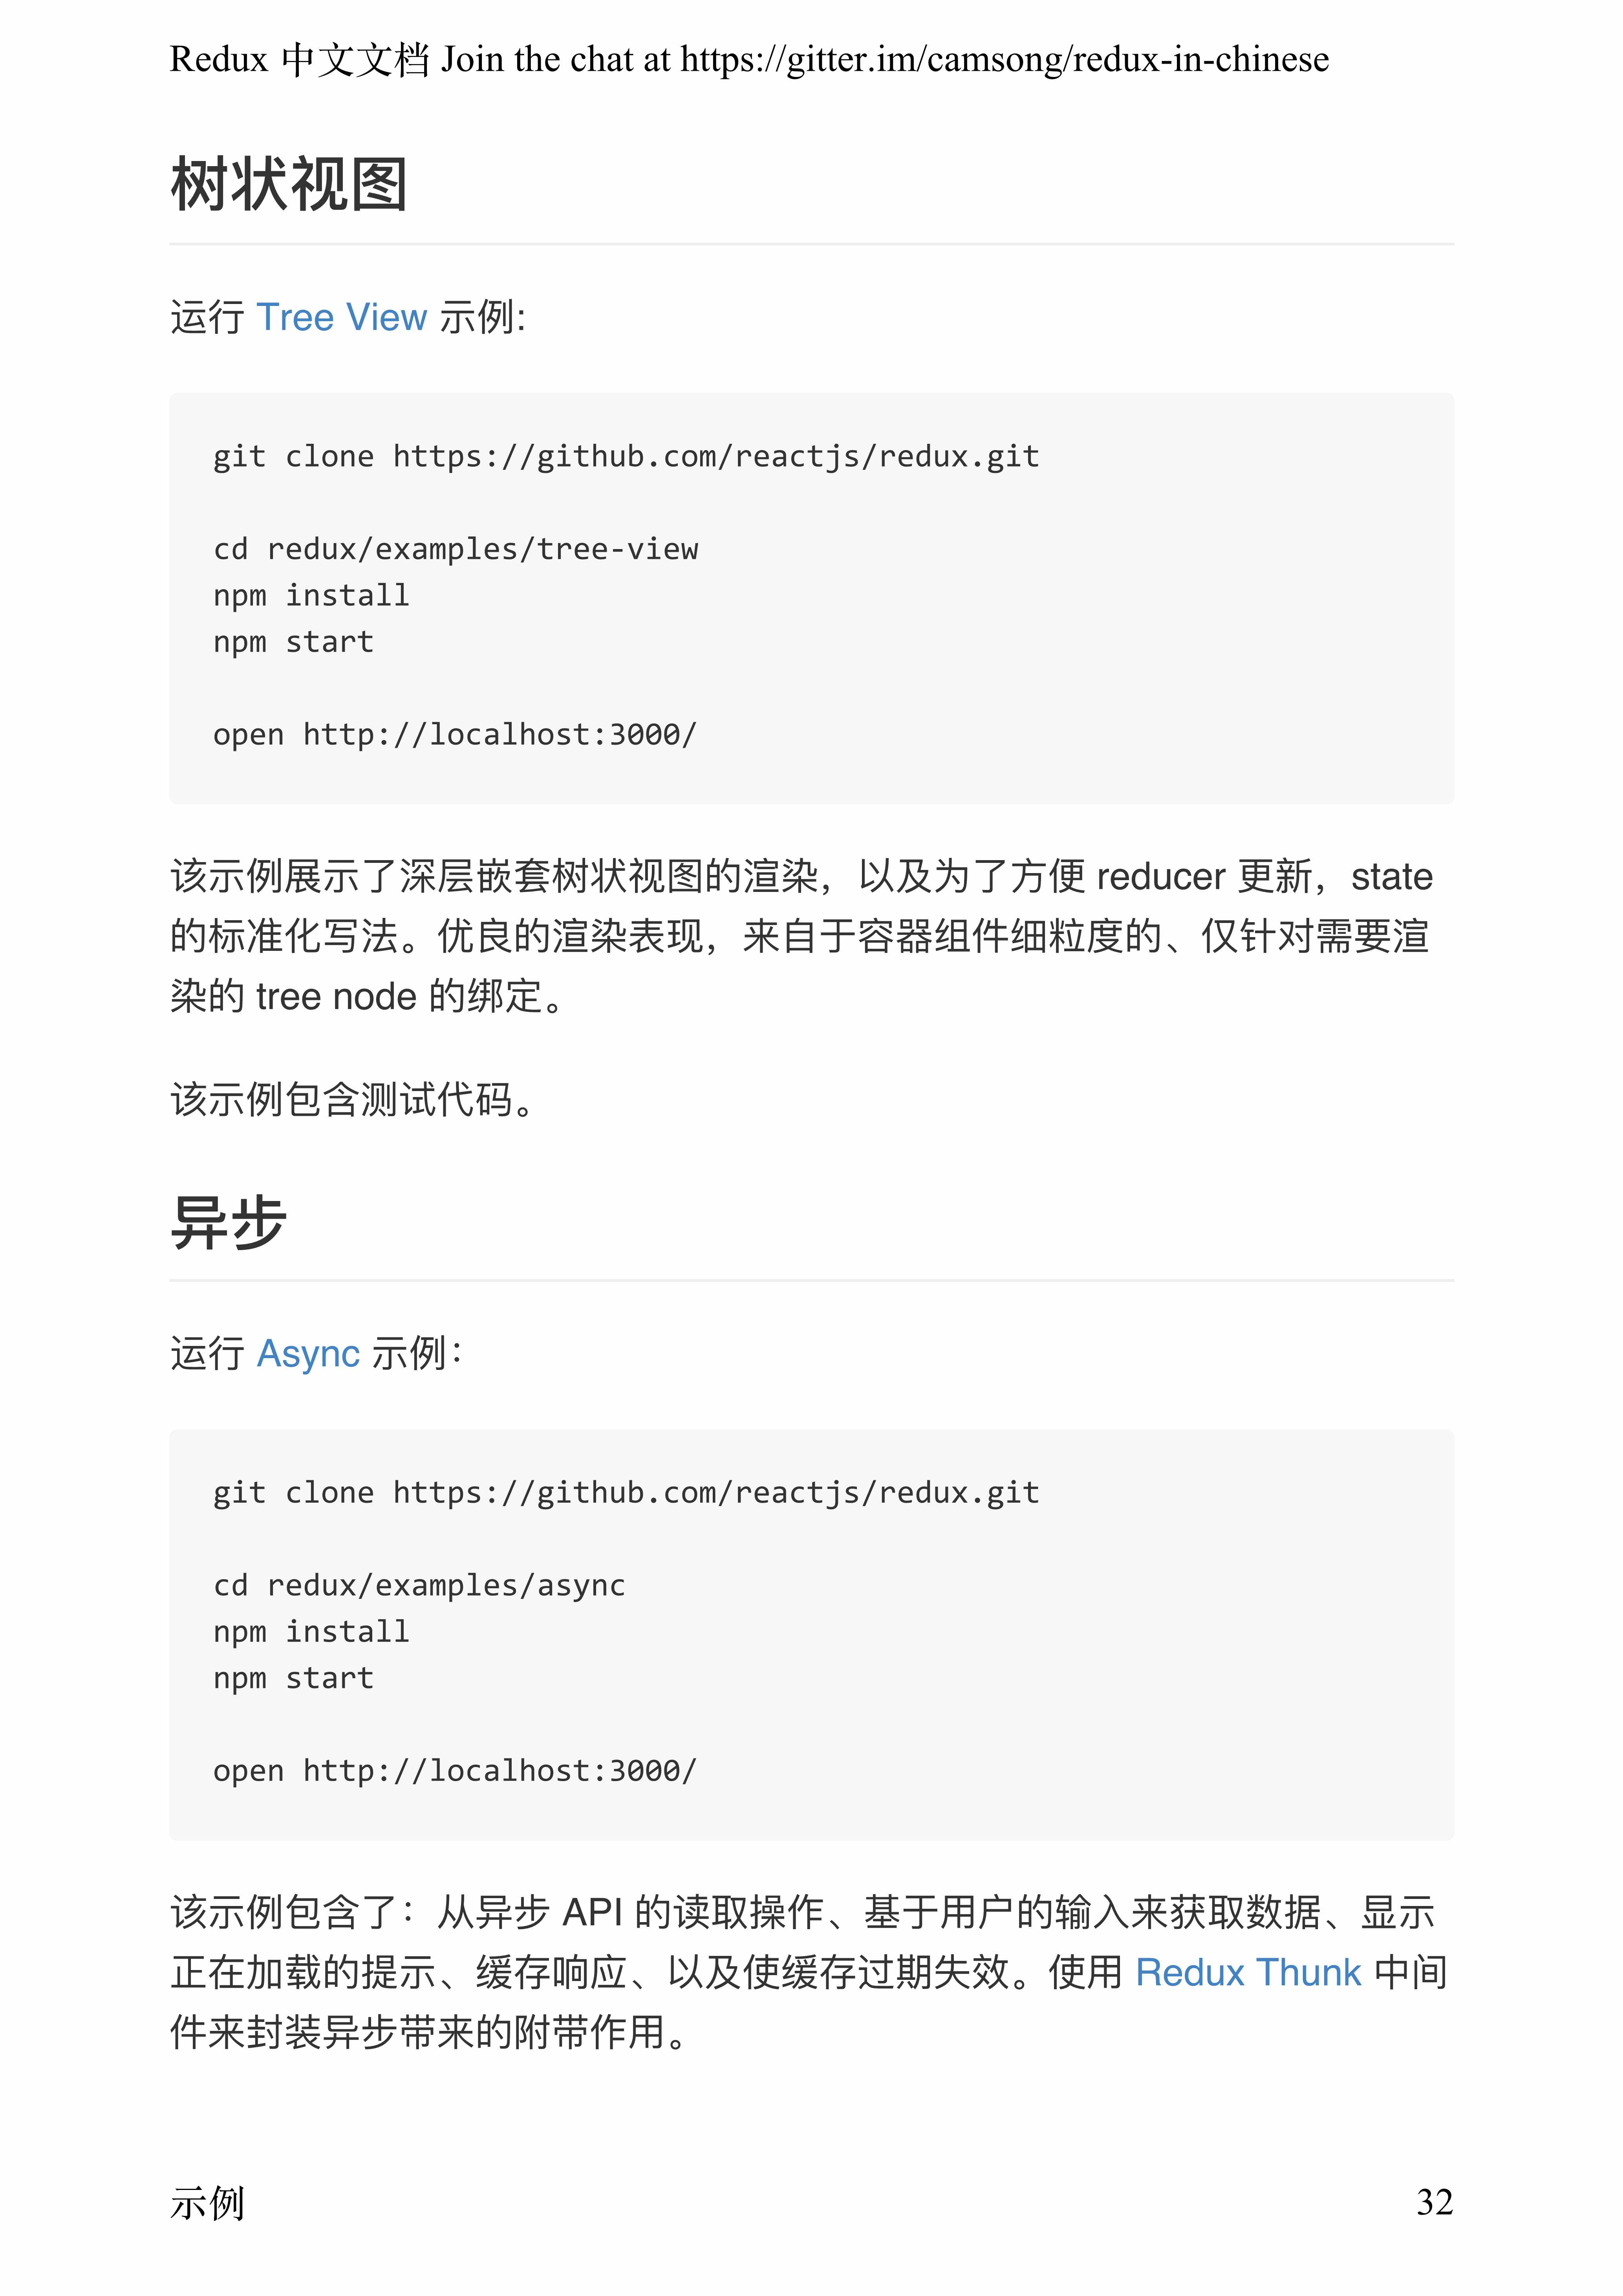 Redux 中文文档 Join the chat at https://gitter.im/camsong/redux-in-chinese
树状视图
运行 Tree View 示例:
git clone https://github.com/reactjs/redux.git
cd redux/examples/tree-view
npm install
npm start
open http://localhost:3000/
该示例展示了深层嵌套树状视图的渲染，以及为了方便 reducer 更新，state
的标准化写法。优良的渲染表现，来自于容器组件细粒度的、仅针对需要渲
染的 tree node 的绑定。
该示例包含测试代码。
异步
运行 Async 示例：
git clone https://github.com/reactjs/redux.git
cd redux/examples/async
npm install
npm start
open http://localhost:3000/
该示例包含了：从异步 API 的读取操作、基于用户的输入来获取数据、显示
正在加载的提示、缓存响应、以及使缓存过期失效。使用 Redux Thunk 中间
件来封装异步带来的附带作用。
示例 32